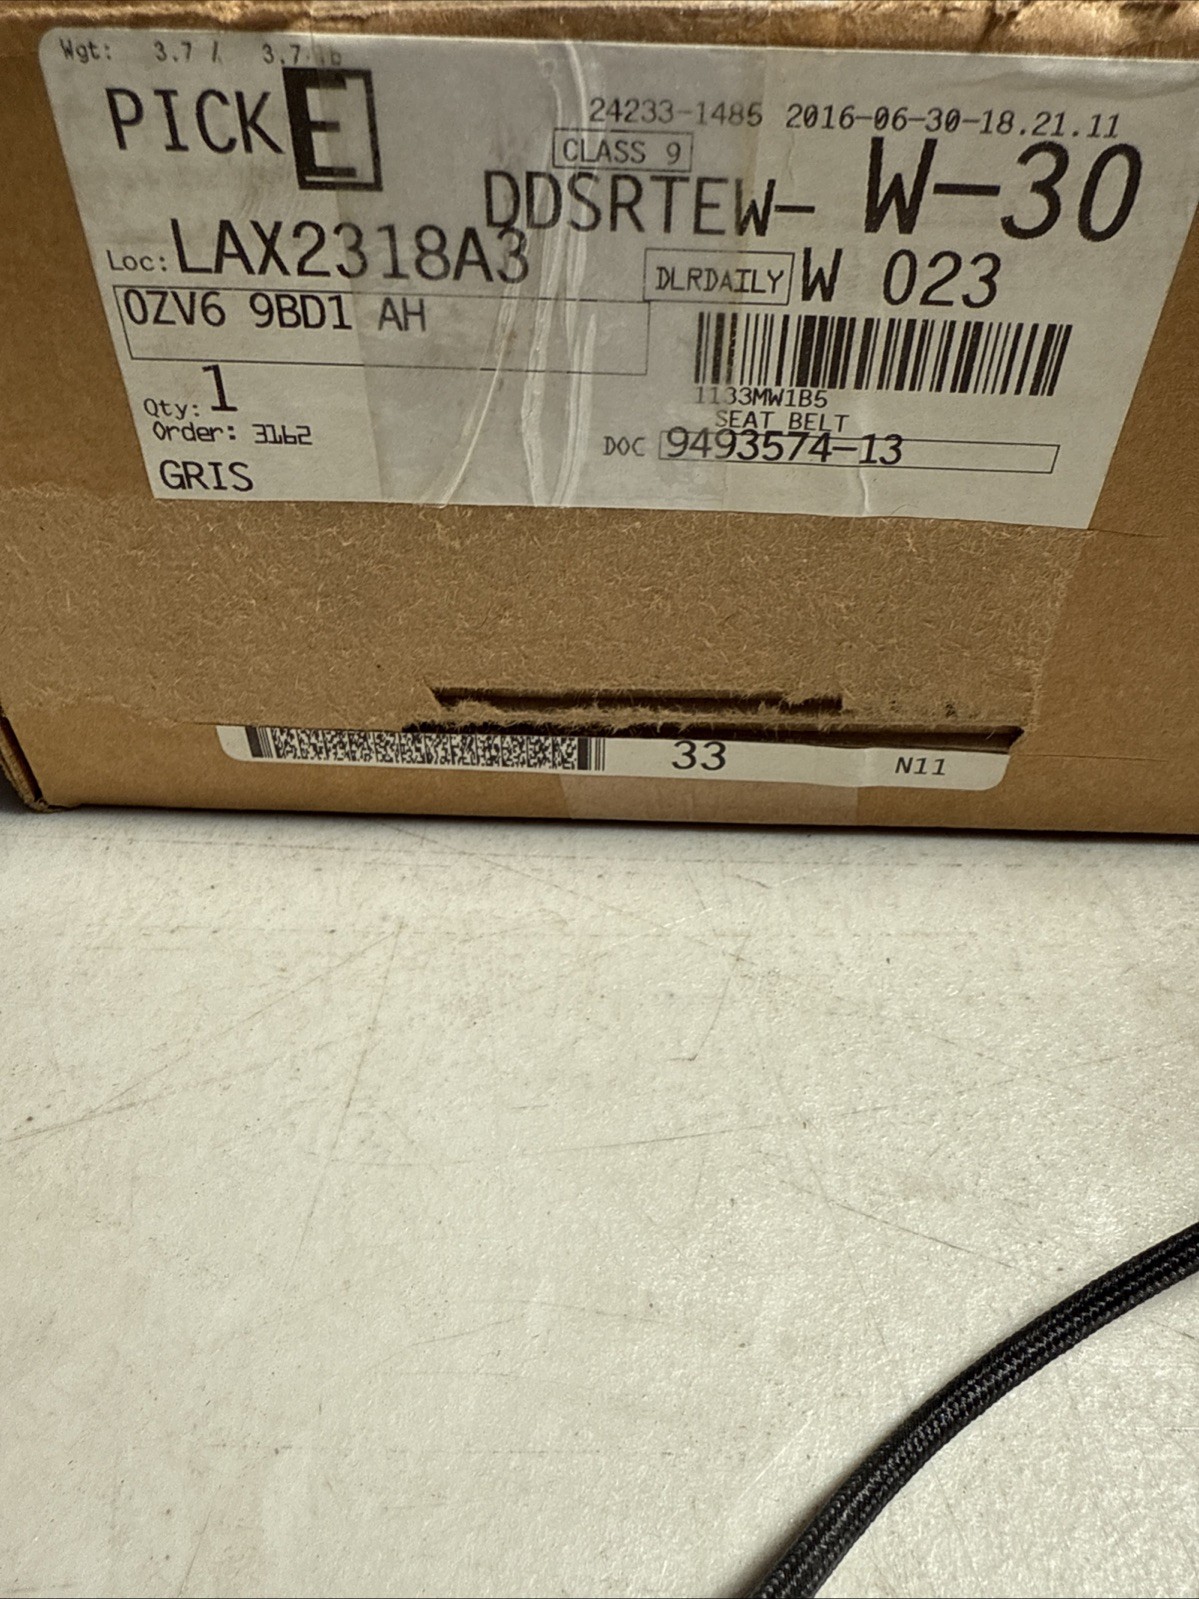 Wgt: 3.7 / 3.7 lb
PICK E
24233-1485 2016-06-30-18.21.11
CLASS 9
DDSRTEW- W-30
Loc: LAX2318A3
DLRDAILY W 023
0ZV6 9BD1 AH
1133MW1B5
SEAT BELT
Qty: 1
Order: 3162
DOC 9493574-13
GRIS
33
N11